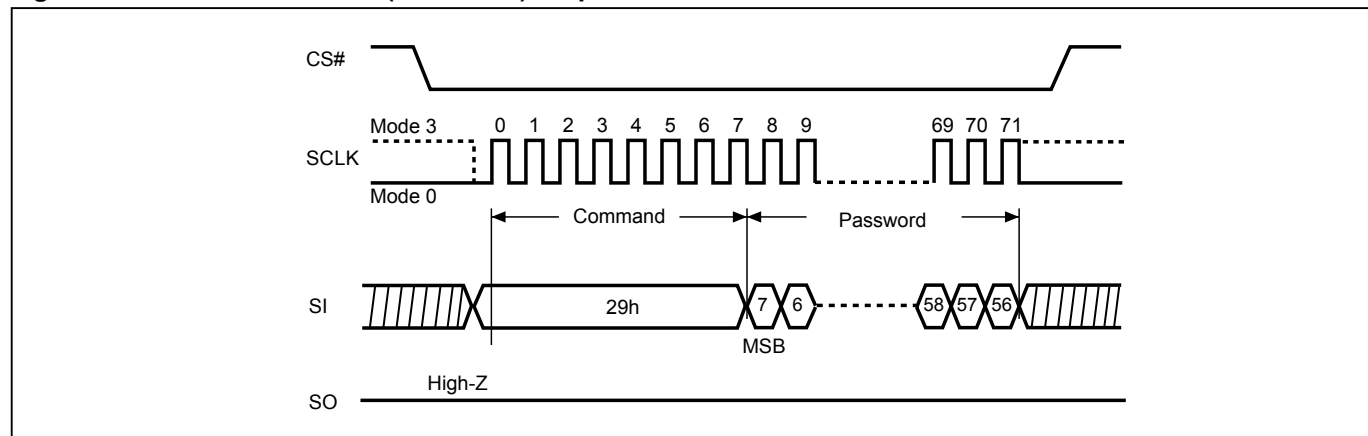 CS#
Mode 3
0 1 2 3 4 5 6 7 8 9 69 70 71
SCLK
Mode 0
Command Password
SI 29h 7 6 58 57 56
MSB
High-Z
SO